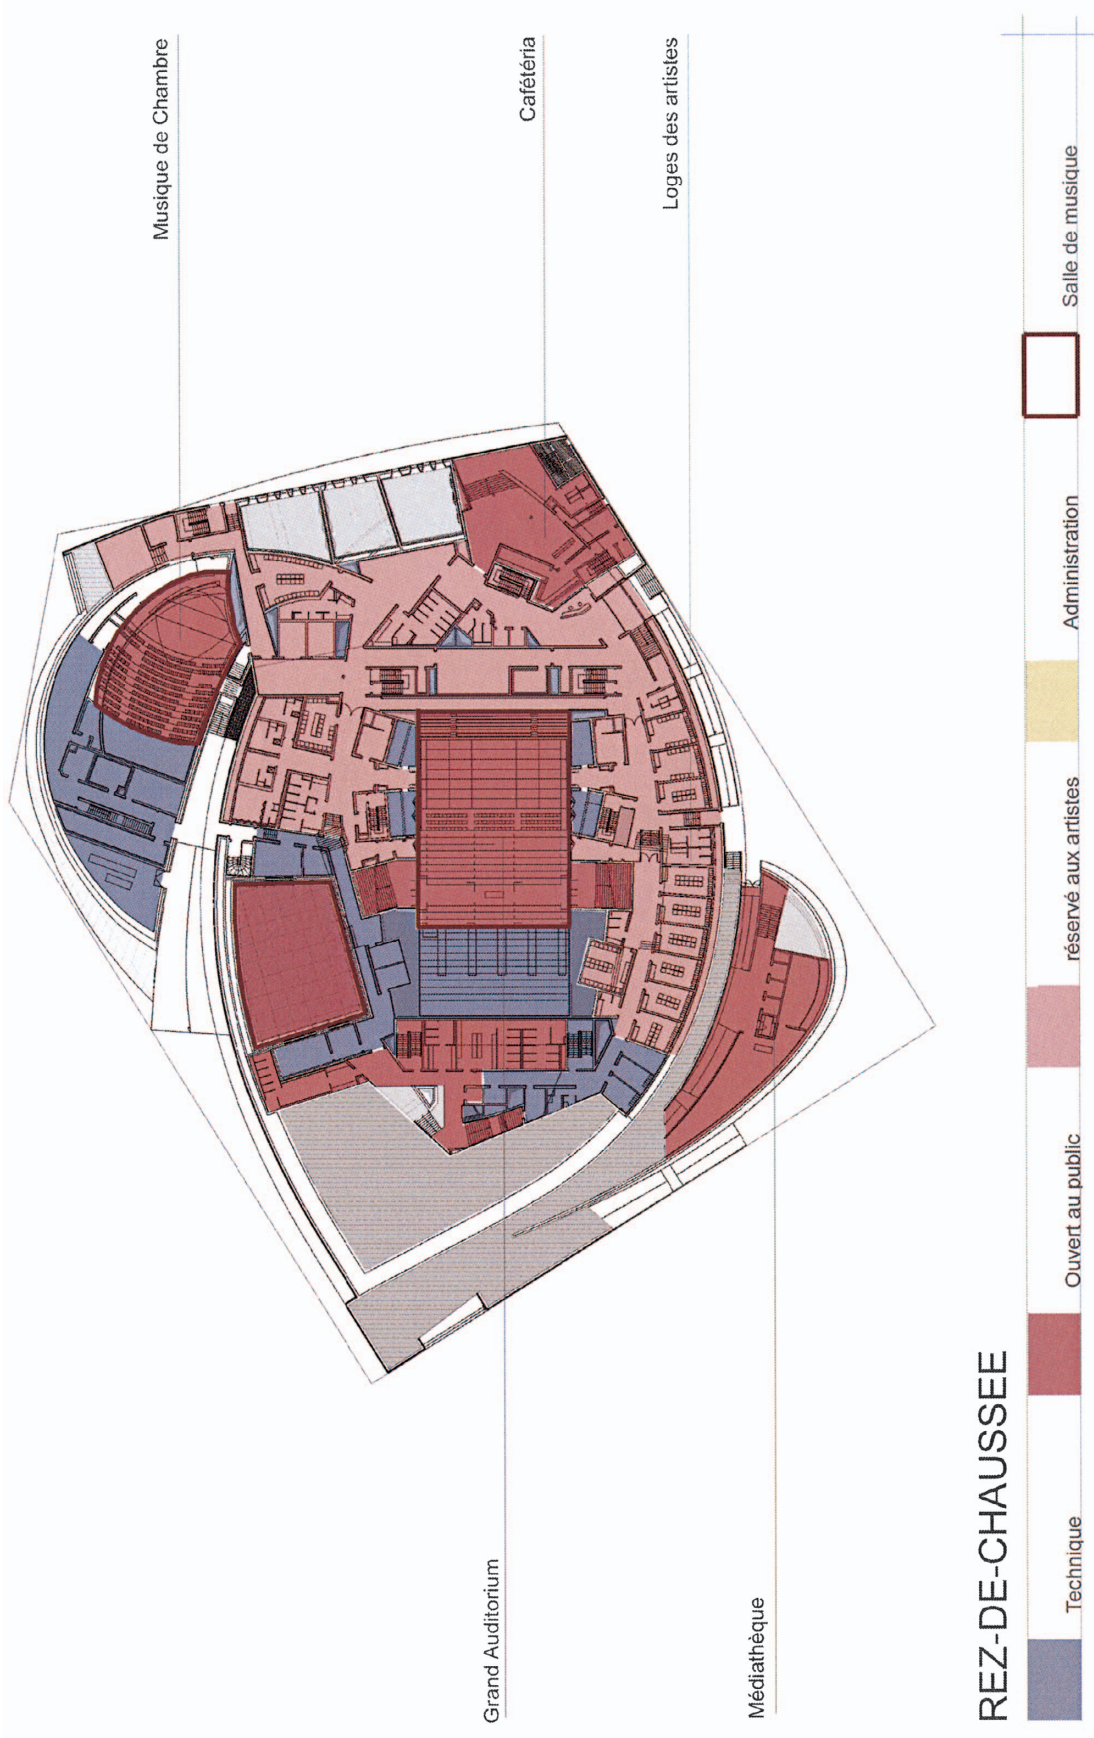 Musique de Chambre
Cafétéria
Loges des artistes
Grand Auditorium
Médiathèque
REZ-DE-CHAUSSEE
Technique
Ouvert au public
réservé aux artistes
Administration
Salle de musique